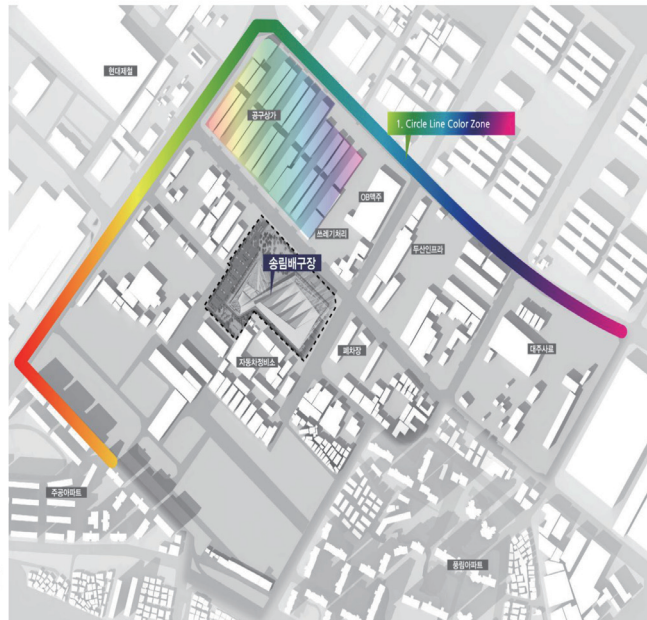 현대제철
공구상가
1. Circle Line Color Zone
OB맥주
쓰레기처리
두산인프라
송림배구장
자동차정비소
폐차장
대주사료
주공아파트
풍림아파트